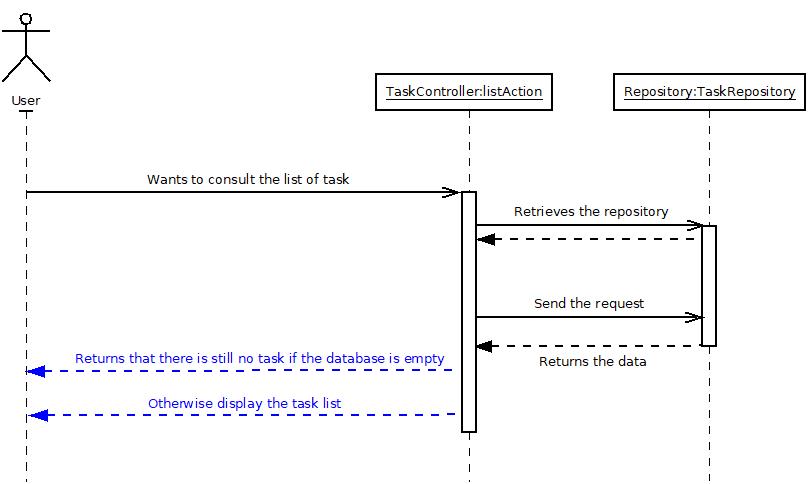 User
TaskController:listAction
Repository:TaskRepository
Wants to consult the list of task
Retrieves the repository
Send the request
Returns that there is still no task if the database is empty
Returns the data
Otherwise display the task list